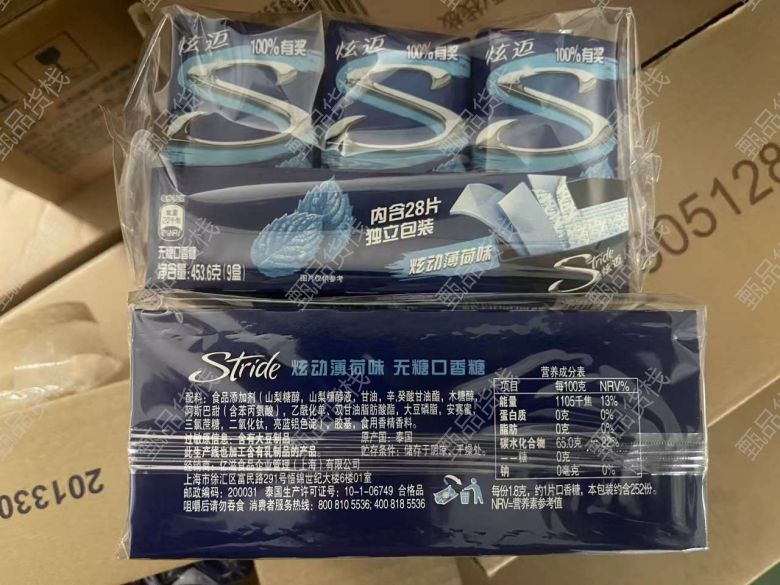 炫迈 100%有奖
炫迈 100%有奖
炫迈 100%有奖
S
S
S
能量
内含28片
独立包装
炫动薄荷味
无糖口香糖
净含量:453.6克(9盒)
图片仅供参考
Stride 炫迈
05128
201330
Stride 炫动薄荷味 无糖口香糖
配料:食品添加剂(山梨糖醇,山梨糖醇液,甘油,辛,癸酸甘油酯,木糖醇,
阿斯巴甜(含苯丙氨酸),乙酰化单、双甘油脂肪酸酯,大豆磷脂,安赛蜜,
三氯蔗糖,二氧化钛,亮蓝铝色淀),胶基,食用香精香料。
过敏原信息:含有大豆制品 原产国:泰国
此生产线也加工含有乳制品的产品 贮存条件:储存于阴凉、干燥处。
上海市徐汇区富民路291号恒锦世纪大楼6楼01室
邮政编码:200031 泰国生产许可证号:10-1-06749 合格品
咀嚼后请勿吞食 消费者服务热线:800 810 5536; 400 818 5536
营养成分表
项目 每100克 NRV%
能量 1105千焦 13%
蛋白质 0克 0%
脂肪 0克 0%
碳水化合物 65.0克 22%
糖 0克
钠 0毫克 0%
每份1.8克,约1片口香糖,本包装约含252份。
NRV=营养素参考值
甄品货栈